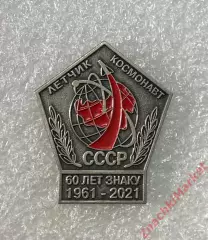 ЛЕТЧИК КОСМОНАВТ
СССР
60 ЛЕТ ЗНАКУ
1961 - 2021